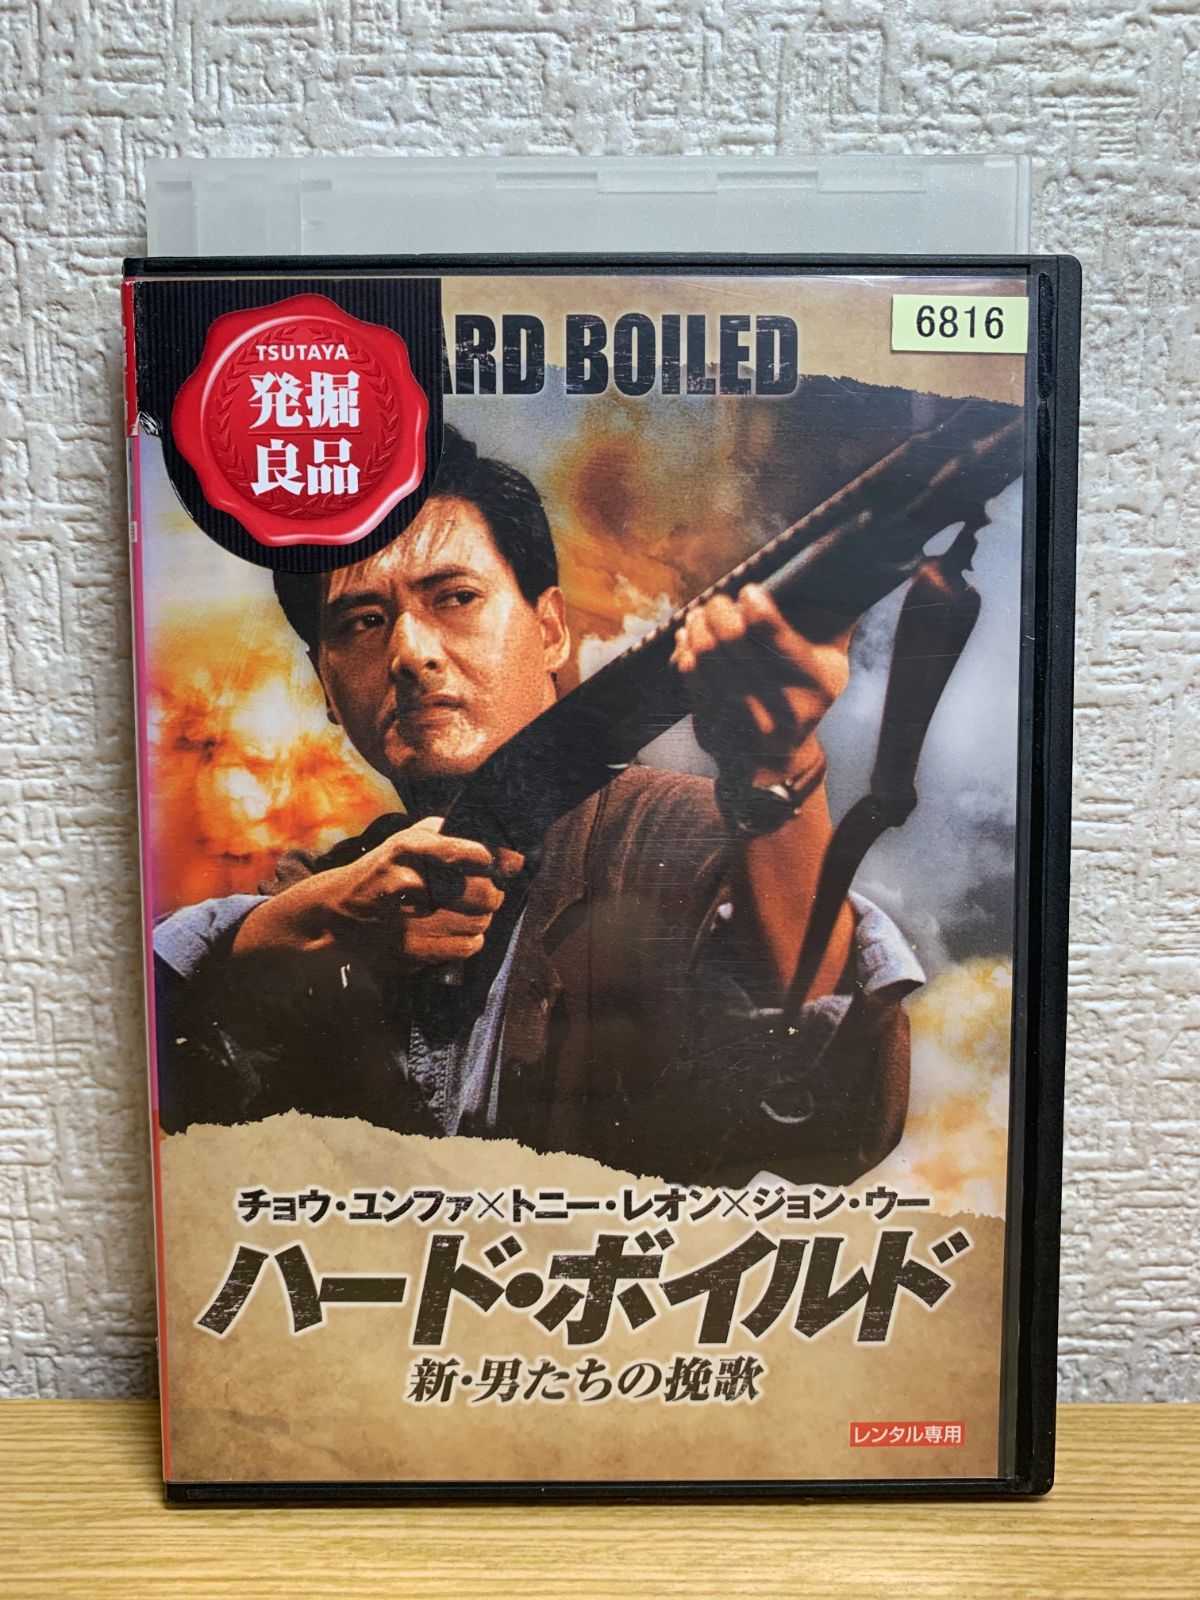 TSUTAYA
発掘
良品
ARD BOILED
6816
チョウ・ユンファ×トニー・レオン×ジョン・ウー
ハード・ボイルド
新・男たちの挽歌
レンタル専用